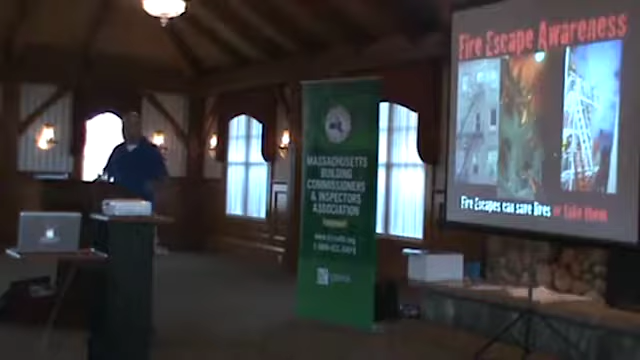 Fire Escape Awareness
Fire Escapes can save lives or take them
MASSACHUSETTS
BUILDING
COMMISSIONERS
& INSPECTORS
ASSOCIATION